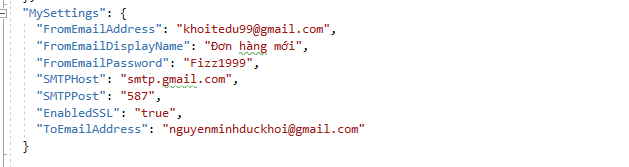 "MySettings": {
"FromEmailAddress": "khoitedu99@gmail.com",
"FromEmailDisplayName": "Đơn hàng mới",
"FromEmailPassword": "Fizz1999",
"SMTPHost": "smtp.gmail.com",
"SMTPPost": "587",
"EnabledSSL": "true",
"ToEmailAddress": "nguyenminhduckhoi@gmail.com"
}